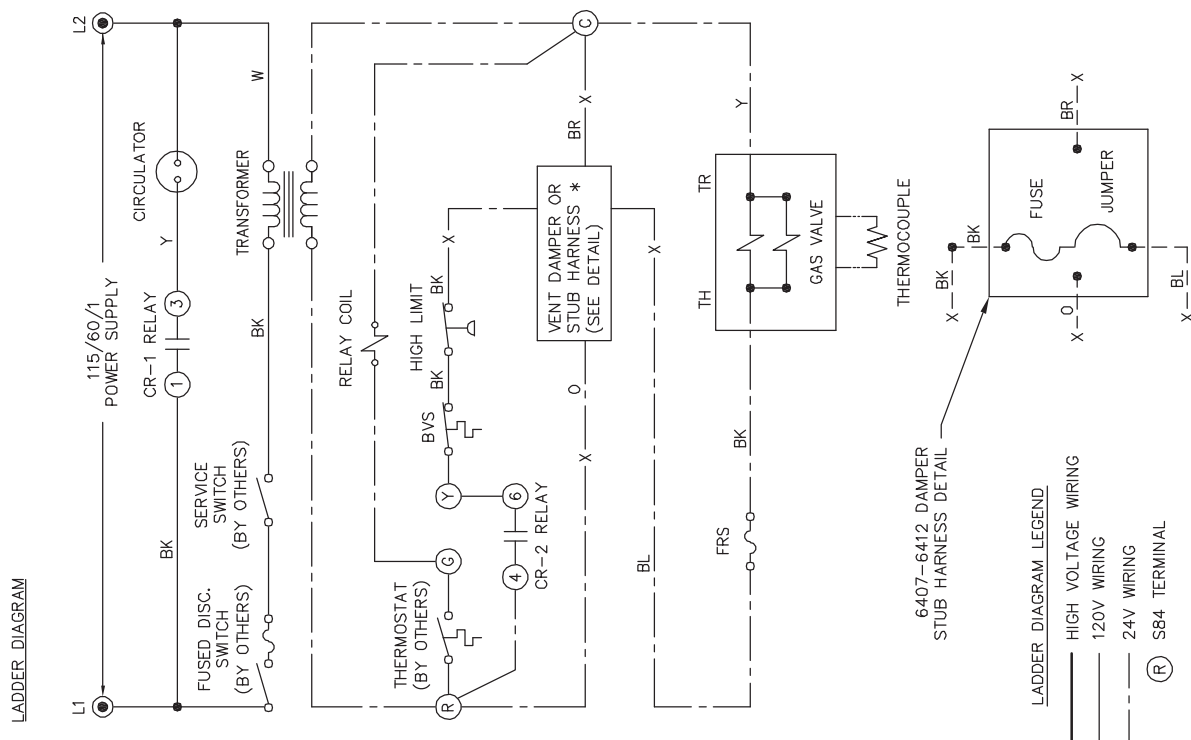 LADDER DIAGRAM
L1
L2
115/60/1
POWER SUPPLY
BK
1
CR-1 RELAY
3
Y
CIRCULATOR
FUSED DISC.
SWITCH
(BY OTHERS)
SERVICE
SWITCH
(BY OTHERS)
BK
TRANSFORMER
W
RELAY COIL
C
R
THERMOSTAT
(BY OTHERS)
G
Y
BVS
BK
HIGH LIMIT
BK
X
4
CR-2 RELAY
6
X
O
VENT DAMPER OR
STUB HARNESS *
(SEE DETAIL)
BR
X
BL
X
FRS
BK
TH
TR
GAS VALVE
Y
THERMOCOUPLE
6407-6412 DAMPER
STUB HARNESS DETAIL
X
BK
BK
X
O
FUSE
JUMPER
BR
X
X
BL
LADDER DIAGRAM LEGEND
HIGH VOLTAGE WIRING
120V WIRING
24V WIRING
R S84 TERMINAL